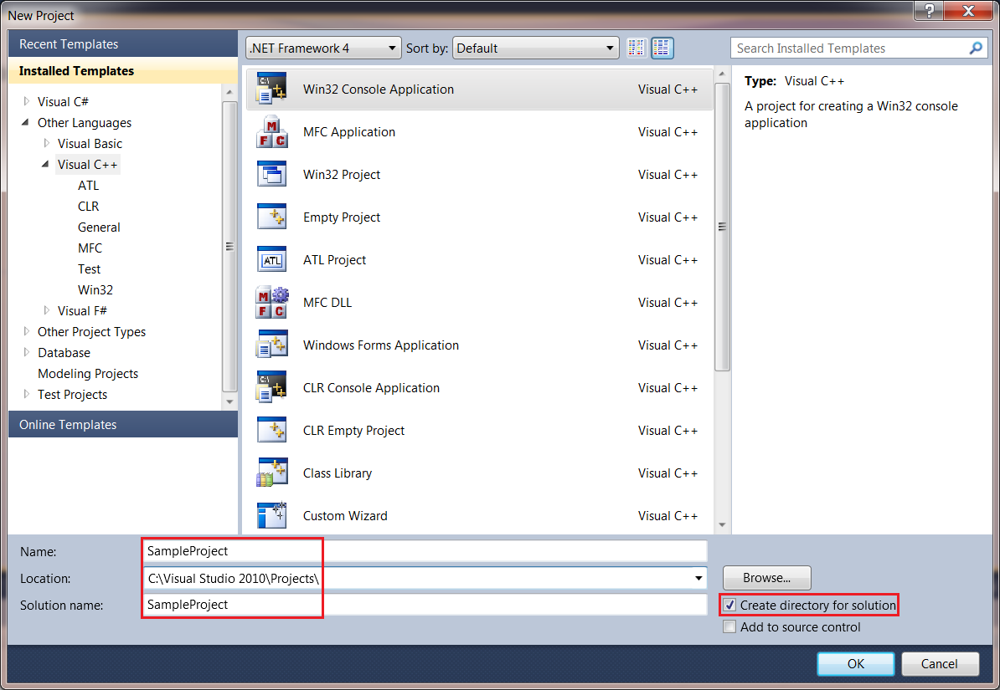 New Project
Recent Templates
Installed Templates
Visual C#
Other Languages
Visual Basic
Visual C++
ATL
CLR
General
MFC
Test
Win32
Visual F#
Other Project Types
Database
Modeling Projects
Test Projects
Online Templates
.NET Framework 4
Sort by: Default
Search Installed Templates
Win32 Console Application Visual C++
MFC Application Visual C++
Win32 Project Visual C++
Empty Project Visual C++
ATL Project Visual C++
MFC DLL Visual C++
Windows Forms Application Visual C++
CLR Console Application Visual C++
CLR Empty Project Visual C++
Class Library Visual C++
Custom Wizard Visual C++
Type: Visual C++
A project for creating a Win32 console
application
Name: SampleProject
Location: C:\Visual Studio 2010\Projects\
Browse...
Solution name: SampleProject
Create directory for solution
Add to source control
OK
Cancel